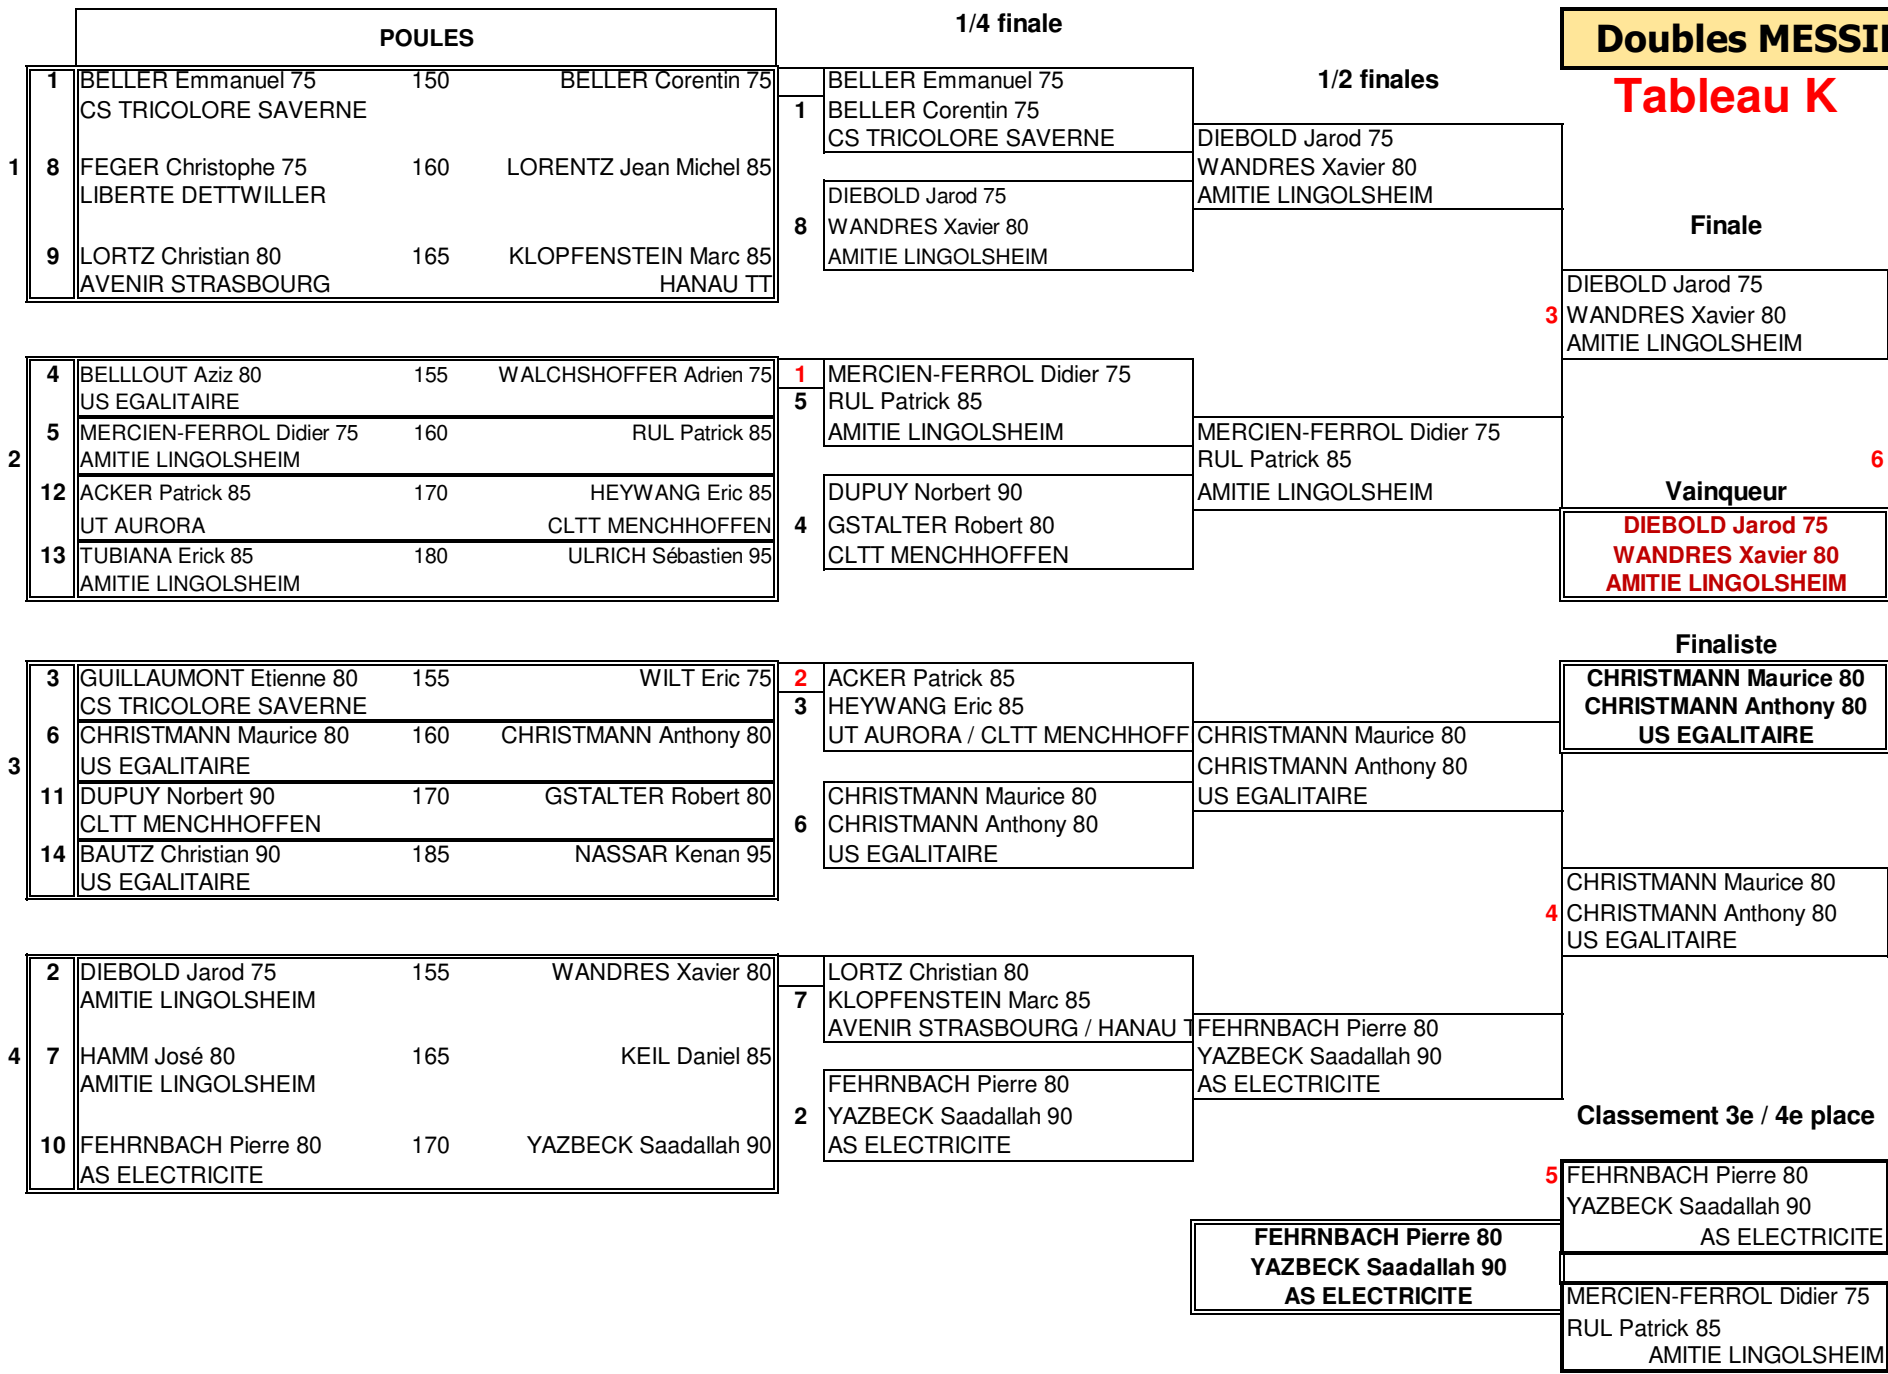 POULES
1 BELLER Emmanuel 75 150 BELLER Corentin 75
CS TRICOLORE SAVERNE
1 8 FEGER Christophe 75 160 LORENTZ Jean Michel 85
LIBERTE DETTWILLER
9 LORTZ Christian 80 165 KLOPFENSTEIN Marc 85
AVENIR STRASBOURG HANAU TT
4 BELLLOUT Aziz 80 155 WALCHSHOFFER Adrien 75
US EGALITAIRE
5 MERCIEN-FERROL Didier 75 160 RUL Patrick 85
2 AMITIE LINGOLSHEIM
12 ACKER Patrick 85 170 HEYWANG Eric 85
UT AURORA CLTT MENCHHOFFEN
13 TUBIANA Erick 85 180 ULRICH Sébastien 95
AMITIE LINGOLSHEIM
3 GUILLAUMONT Etienne 80 155 WILT Eric 75
CS TRICOLORE SAVERNE
6 CHRISTMANN Maurice 80 160 CHRISTMANN Anthony 80
3 US EGALITAIRE
11 DUPUY Norbert 90 170 GSTALTER Robert 80
CLTT MENCHHOFFEN
14 BAUTZ Christian 90 185 NASSAR Kenan 95
US EGALITAIRE
2 DIEBOLD Jarod 75 155 WANDRES Xavier 80
AMITIE LINGOLSHEIM
4 7 HAMM José 80 165 KEIL Daniel 85
AMITIE LINGOLSHEIM
10 FEHRNBACH Pierre 80 170 YAZBECK Saadallah 90
AS ELECTRICITE
1/4 finale
BELLER Emmanuel 75
1 BELLER Corentin 75
CS TRICOLORE SAVERNE
DIEBOLD Jarod 75
8 WANDRES Xavier 80
AMITIE LINGOLSHEIM
1 MERCIEN-FERROL Didier 75
5 RUL Patrick 85
AMITIE LINGOLSHEIM
DUPUY Norbert 90
4 GSTALTER Robert 80
CLTT MENCHHOFFEN
2 ACKER Patrick 85
3 HEYWANG Eric 85
UT AURORA / CLTT MENCHHOFF
CHRISTMANN Maurice 80
6 CHRISTMANN Anthony 80
US EGALITAIRE
LORTZ Christian 80
7 KLOPFENSTEIN Marc 85
AVENIR STRASBOURG / HANAU T
FEHRNBACH Pierre 80
2 YAZBECK Saadallah 90
AS ELECTRICITE
1/2 finales
DIEBOLD Jarod 75
WANDRES Xavier 80
AMITIE LINGOLSHEIM
MERCIEN-FERROL Didier 75
RUL Patrick 85
AMITIE LINGOLSHEIM
CHRISTMANN Maurice 80
CHRISTMANN Anthony 80
US EGALITAIRE
FEHRNBACH Pierre 80
YAZBECK Saadallah 90
AS ELECTRICITE
FEHRNBACH Pierre 80
YAZBECK Saadallah 90
AS ELECTRICITE
Doubles MESSI
Tableau K
Finale
DIEBOLD Jarod 75
3 WANDRES Xavier 80
AMITIE LINGOLSHEIM
6
Vainqueur
DIEBOLD Jarod 75
WANDRES Xavier 80
AMITIE LINGOLSHEIM
Finaliste
CHRISTMANN Maurice 80
CHRISTMANN Anthony 80
US EGALITAIRE
CHRISTMANN Maurice 80
4 CHRISTMANN Anthony 80
US EGALITAIRE
Classement 3e / 4e place
5 FEHRNBACH Pierre 80
YAZBECK Saadallah 90
AS ELECTRICITE
MERCIEN-FERROL Didier 75
RUL Patrick 85
AMITIE LINGOLSHEIM